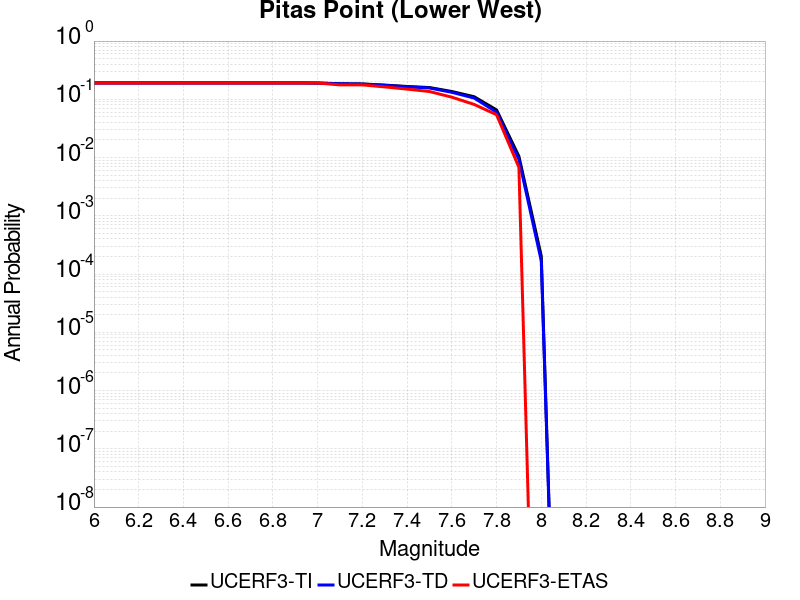 Pitas Point (Lower West)
10^0
10^-1
10^-2
10^-3
10^-4
10^-5
10^-6
10^-7
10^-8
Annual Probability
6 6.2 6.4 6.6 6.8 7 7.2 7.4 7.6 7.8 8 8.2 8.4 8.6 8.8 9
Magnitude
UCERF3-TI UCERF3-TD UCERF3-ETAS